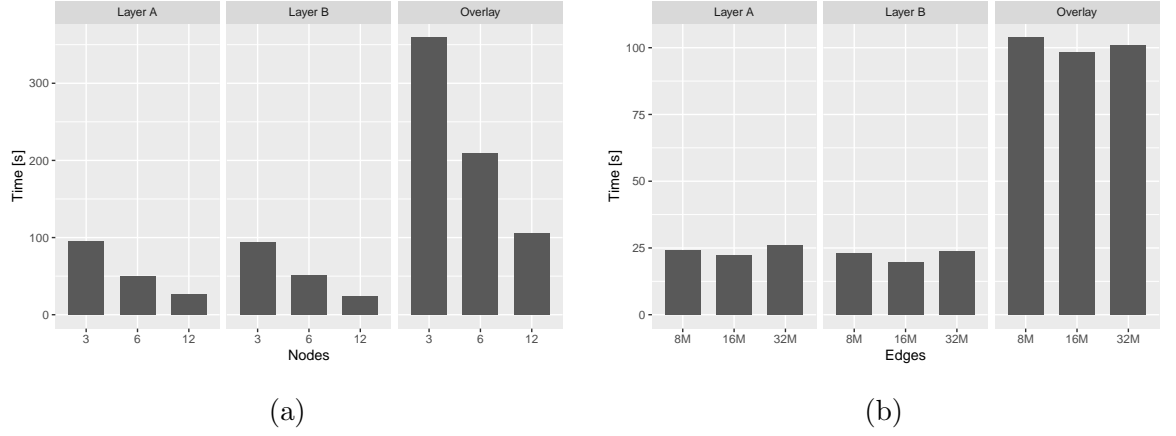 Layer A Layer B Overlay
Time [s]
300
200
100
0
3 6 12 3 6 12 3 6 12
Nodes
(a)
Layer A Layer B Overlay
Time [s]
100
75
50
25
0
8M 16M 32M 8M 16M 32M 8M 16M 32M
Edges
(b)